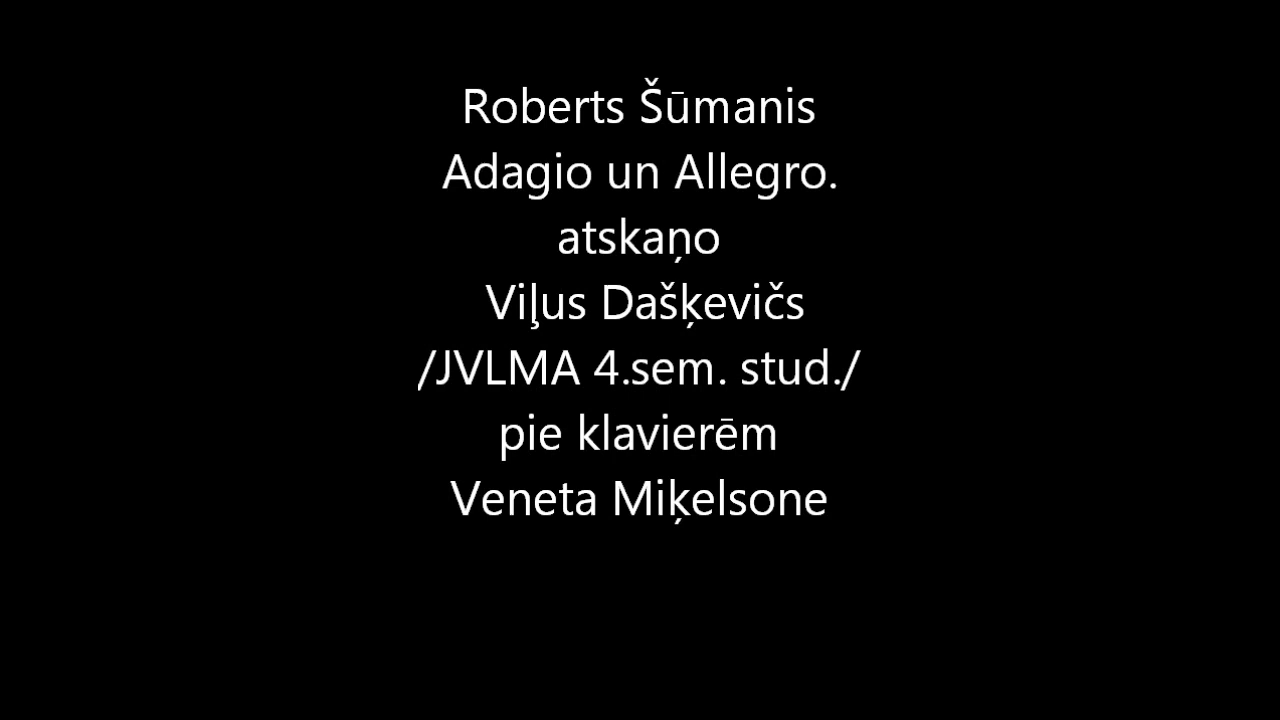 Roberts Šūmanis
Adagio un Allegro.
atskaņo
Viļus Dašķevičs
/JVLMA 4.sem. stud./
pie klavierēm
Veneta Miķelsone